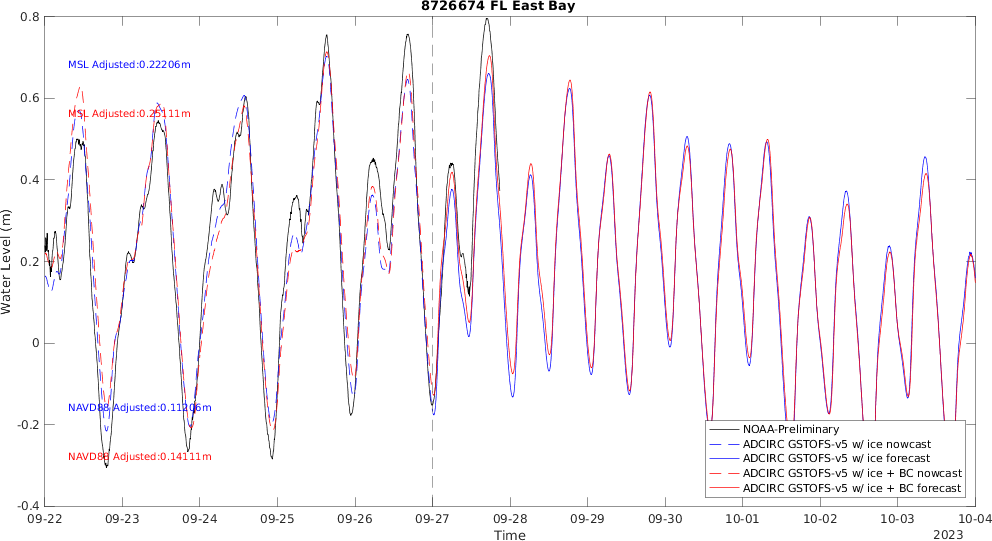 8726674 FL East Bay
0.8
0.6
0.4
0.2
0
-0.2
-0.4
Water Level (m)
MSL Adjusted:0.22206m
MSL Adjusted:0.25111m
NAVD88 Adjusted:0.11206m
NAVD88 Adjusted:0.14111m
NOAA-Preliminary
ADCIRC GSTOFS-v5 w/ ice nowcast
ADCIRC GSTOFS-v5 w/ ice forecast
ADCIRC GSTOFS-v5 w/ ice + BC nowcast
ADCIRC GSTOFS-v5 w/ ice + BC forecast
09-22 09-23 09-24 09-25 09-26 09-27 09-28 09-29 09-30 10-01 10-02 10-03 10-04
Time
2023